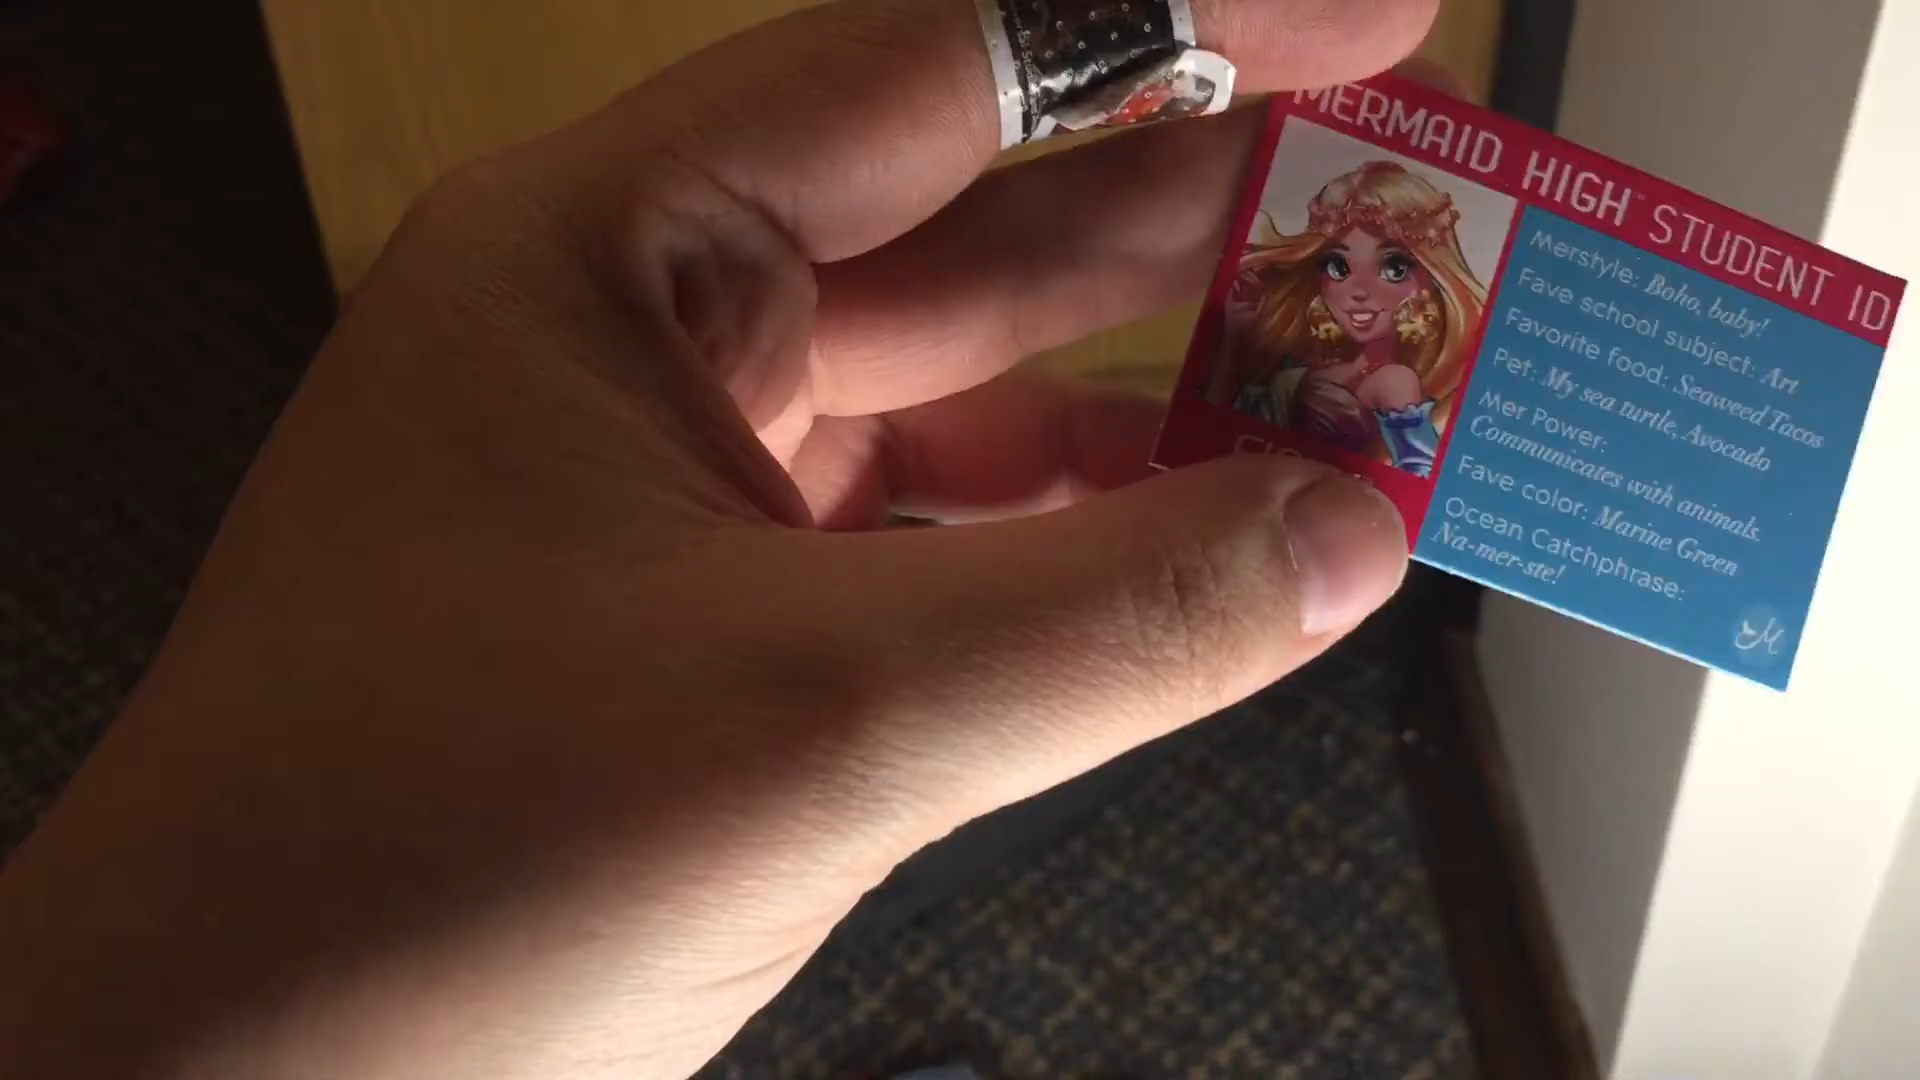 MERMAID HIGH™ STUDENT ID
Merstyle: Boho, baby!
Fave school subject: Art
Favorite food: Seaweed Tacos
Pet: My sea turtle, Avocado
Mer Power:
Communicates with animals.
Fave color: Marine Green
Ocean Catchphrase:
Na-mer-ste!
M